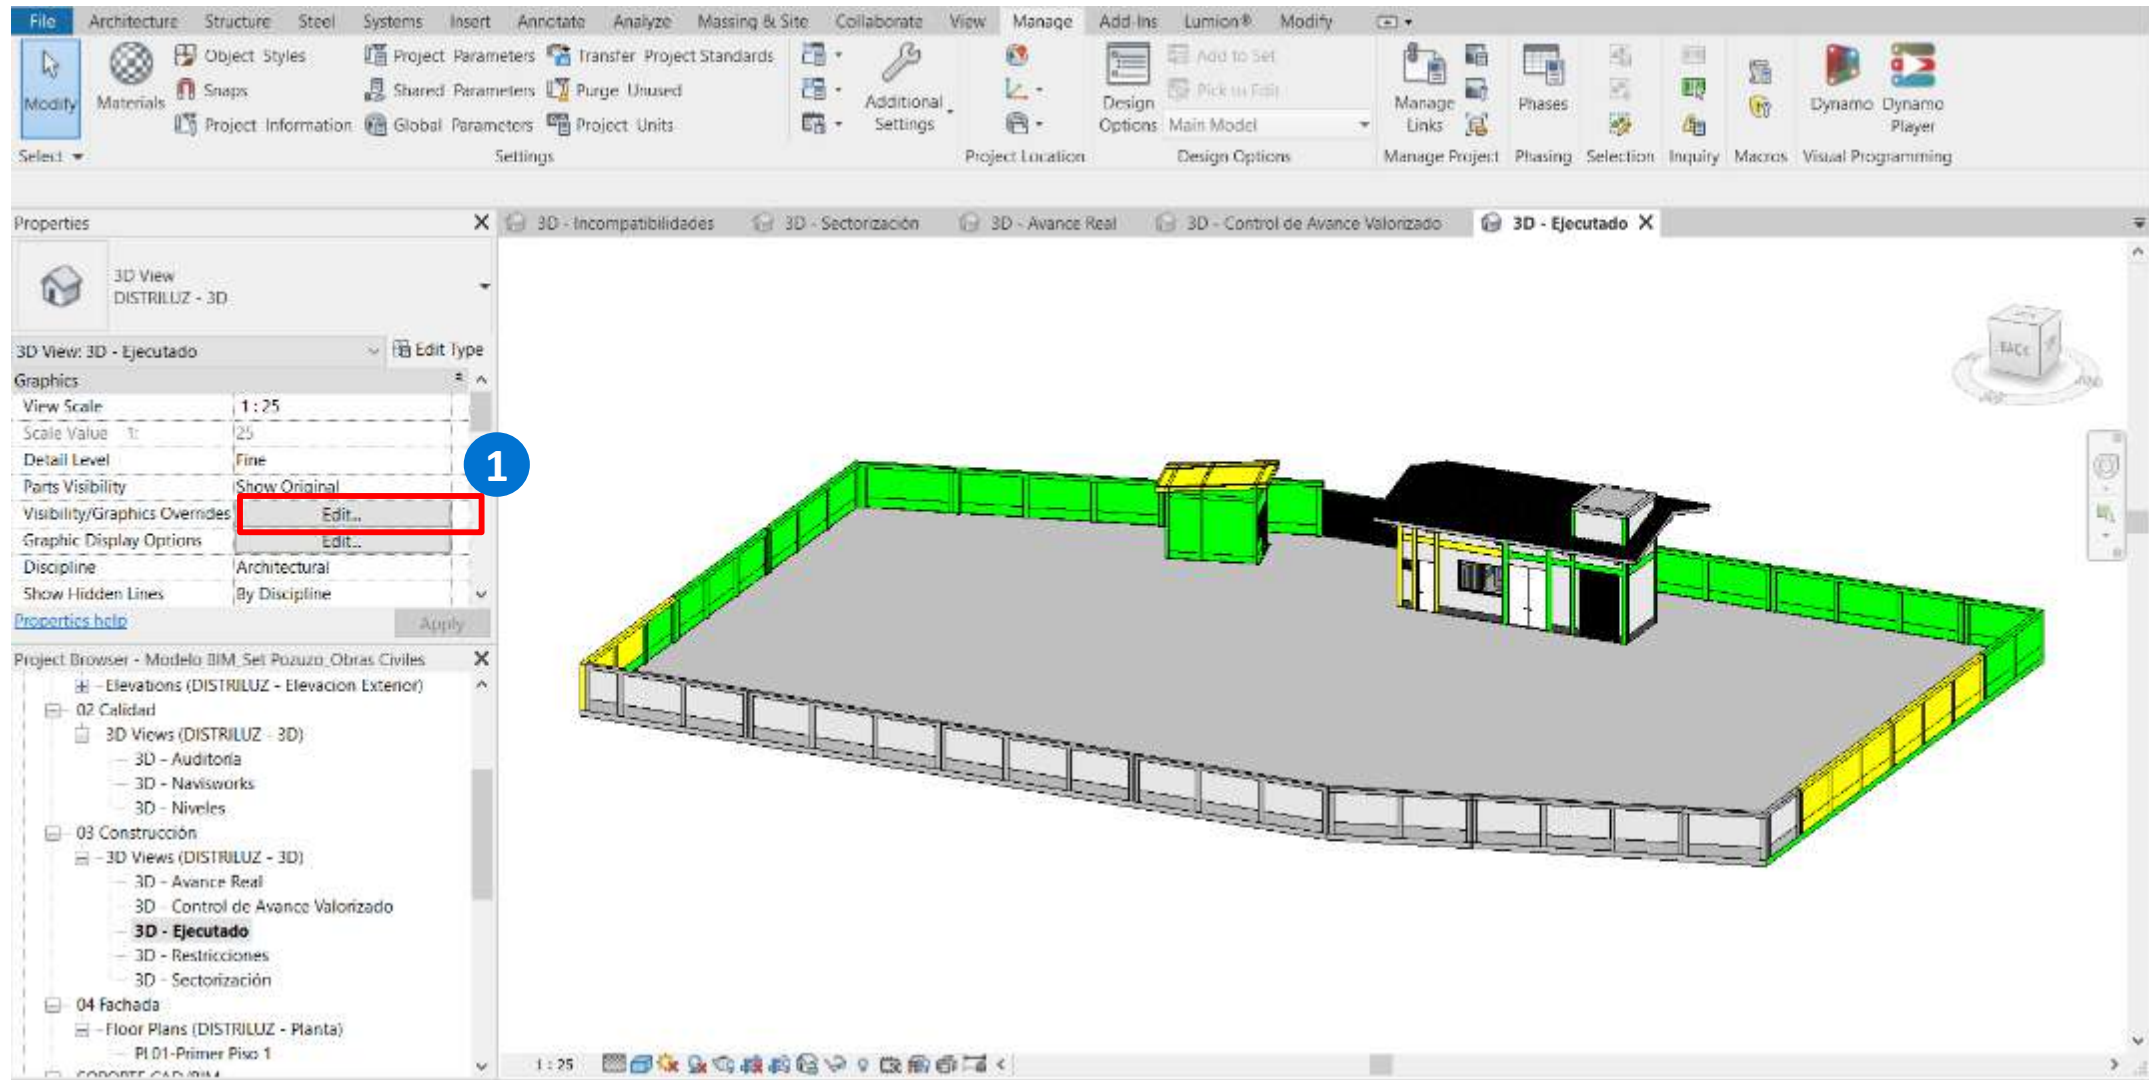 File Architecture Structure Steel Systems Insert Annotate Analyze Massing & Site Collaborate View Manage Add-Ins Lumion® Modify
Object Styles Project Parameters Transfer Project Standards Add to Set
Modify Materials Snaps Shared Parameters Purge Unused Additional Settings Design Options Pick to Edit Manage Links Phases Dynamo Dynamo Player
Project Information Global Parameters Project Units Main Model
Select Settings Project Location Design Options Manage Project Phasing Selection Inquiry Macros Visual Programming
Properties
3D - Incompatibilidades 3D - Sectorización 3D - Avance Real 3D - Control de Avance Valorizado 3D - Ejecutado
3D View
DISTRILUZ - 3D
3D View: 3D - Ejecutado Edit Type
Graphics
View Scale 1:25
Scale Value 1: 25
Detail Level Fine
Parts Visibility Show Original
Visibility/Graphics Overrides Edit...
Graphic Display Options Edit...
Discipline Architectural
Show Hidden Lines By Discipline
Properties help Apply
1
BACK
Project Browser - Modelo BIM_Set Pozuzo_Obras Civiles
Elevations (DISTRILUZ - Elevacion Exterior)
02 Calidad
3D Views (DISTRILUZ - 3D)
3D - Auditoría
3D - Navisworks
3D - Niveles
03 Construcción
3D Views (DISTRILUZ - 3D)
3D - Avance Real
3D - Control de Avance Valorizado
3D - Ejecutado
3D - Restricciones
3D - Sectorización
04 Fachada
Floor Plans (DISTRILUZ - Planta)
PL01-Primer Piso 1
SOPORTE CAD/BIM
1:25